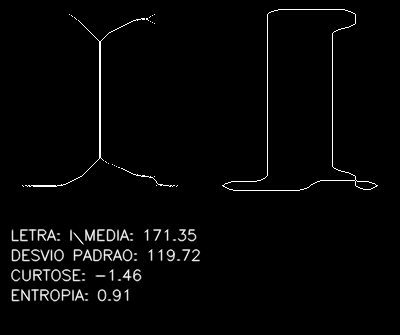 LETRA: I\MEDIA: 171.35
DESVIO PADRAO: 119.72
CURTOSE: -1.46
ENTROPIA: 0.91